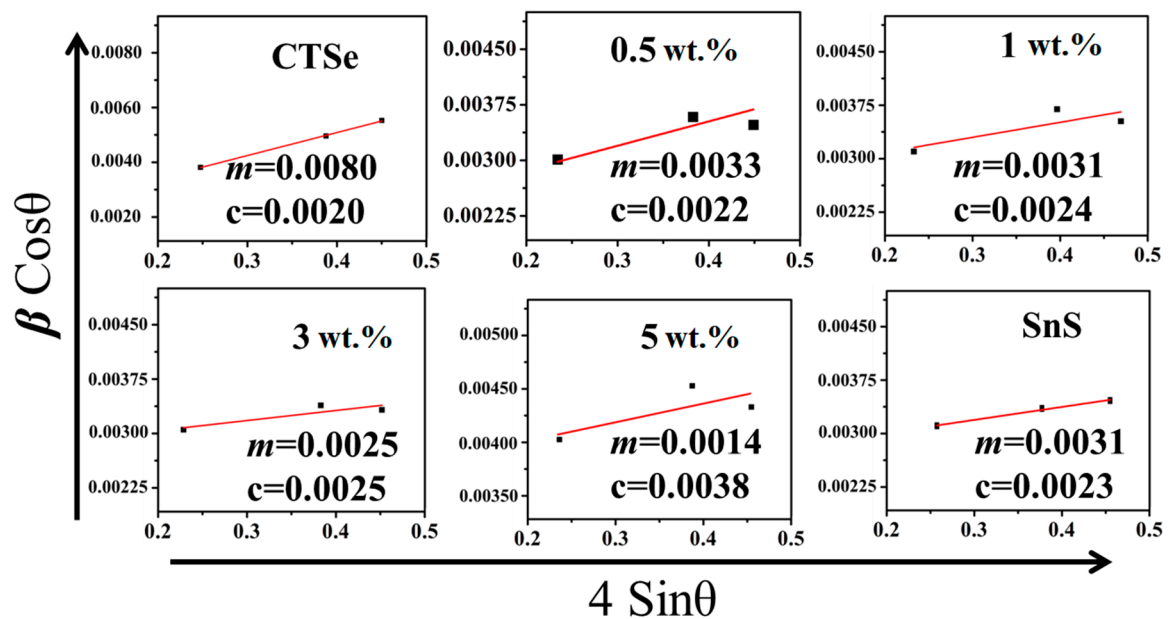 β Cosθ
0.0080
0.0060
0.0040
0.0020
CTSe
m=0.0080
c=0.0020
0.2 0.3 0.4 0.5
0.00450
0.00375
0.00300
0.00225
0.5 wt.%
m=0.0033
c=0.0022
0.2 0.3 0.4 0.5
0.00450
0.00375
0.00300
0.00225
1 wt.%
m=0.0031
c=0.0024
0.2 0.3 0.4 0.5
0.00450
0.00375
0.00300
0.00225
3 wt.%
m=0.0025
c=0.0025
0.2 0.3 0.4 0.5
0.00500
0.00450
0.00400
0.00350
5 wt.%
m=0.0014
c=0.0038
0.2 0.3 0.4 0.5
0.00450
0.00375
0.00300
0.00225
SnS
m=0.0031
c=0.0023
0.2 0.3 0.4 0.5
4 Sinθ